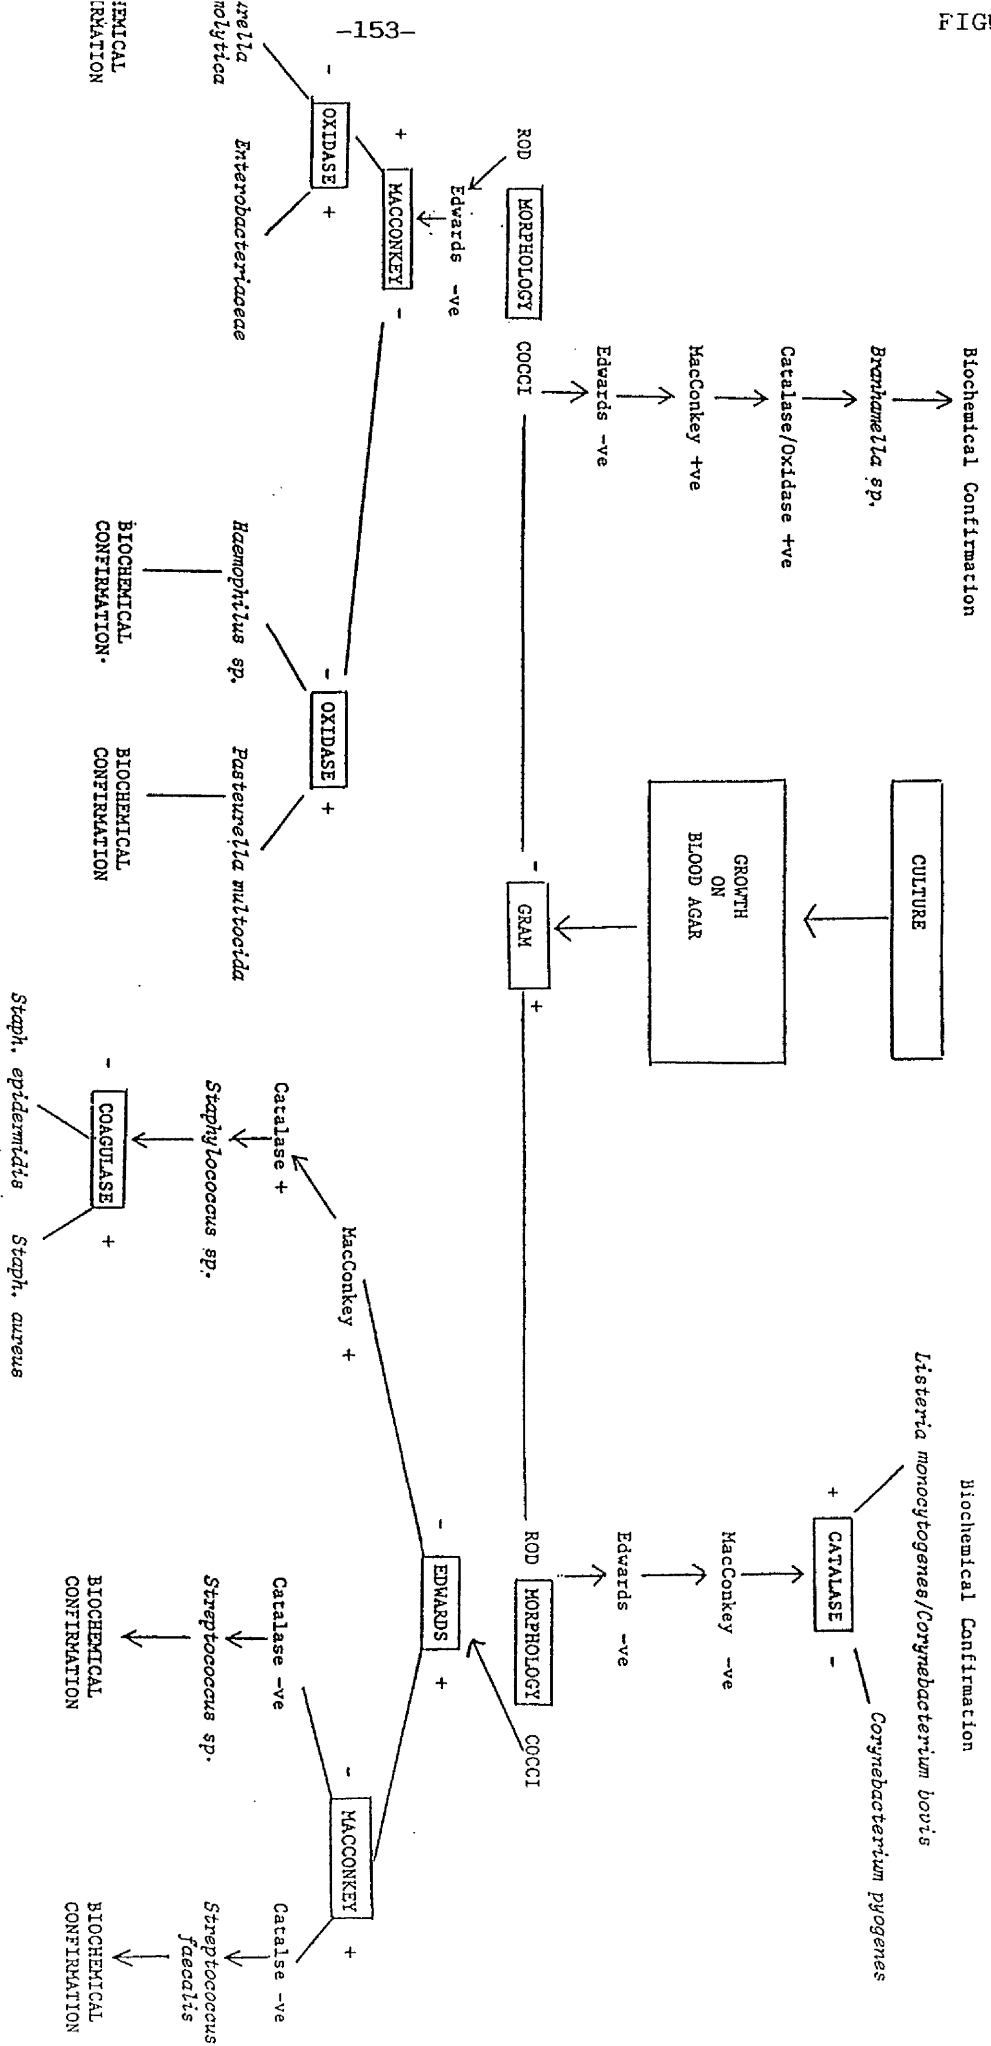 -153-
FIG
Biochemical Confirmation
Branhamella sp.
Catalase/Oxidase +ve
MacConkey +ve
Edwards -ve
COCCI
MORPHOLOGY
ROD
Edwards -ve
+ MACCONKEY -
- OXIDASE +
Enterobacteriaceae
- OXIDASE +
Haemophilus sp.
Pasteurella multocida
BIOCHEMICAL
CONFIRMATION.
BIOCHEMICAL
CONFIRMATION
CULTURE
GROWTH
ON
BLOOD AGAR
- GRAM +
Biochemical Confirmation
Listeria monocytogenes/Corynebacterium bovis
Corynebacterium pyogenes
+ CATALASE -
MacConkey -ve
Edwards -ve
ROD MORPHOLOGY COCCI
- EDWARDS +
MacConkey +
Catalase +
Staphylococcus sp.
- COAGULASE +
Staph. epidermidis
Staph. aureus
- MACCONKEY +
Catalase -ve
Streptococcus sp.
BIOCHEMICAL
CONFIRMATION
Catalse -ve
Streptococcus
faecalis
BIOCHEMICAL
CONFIRMATION